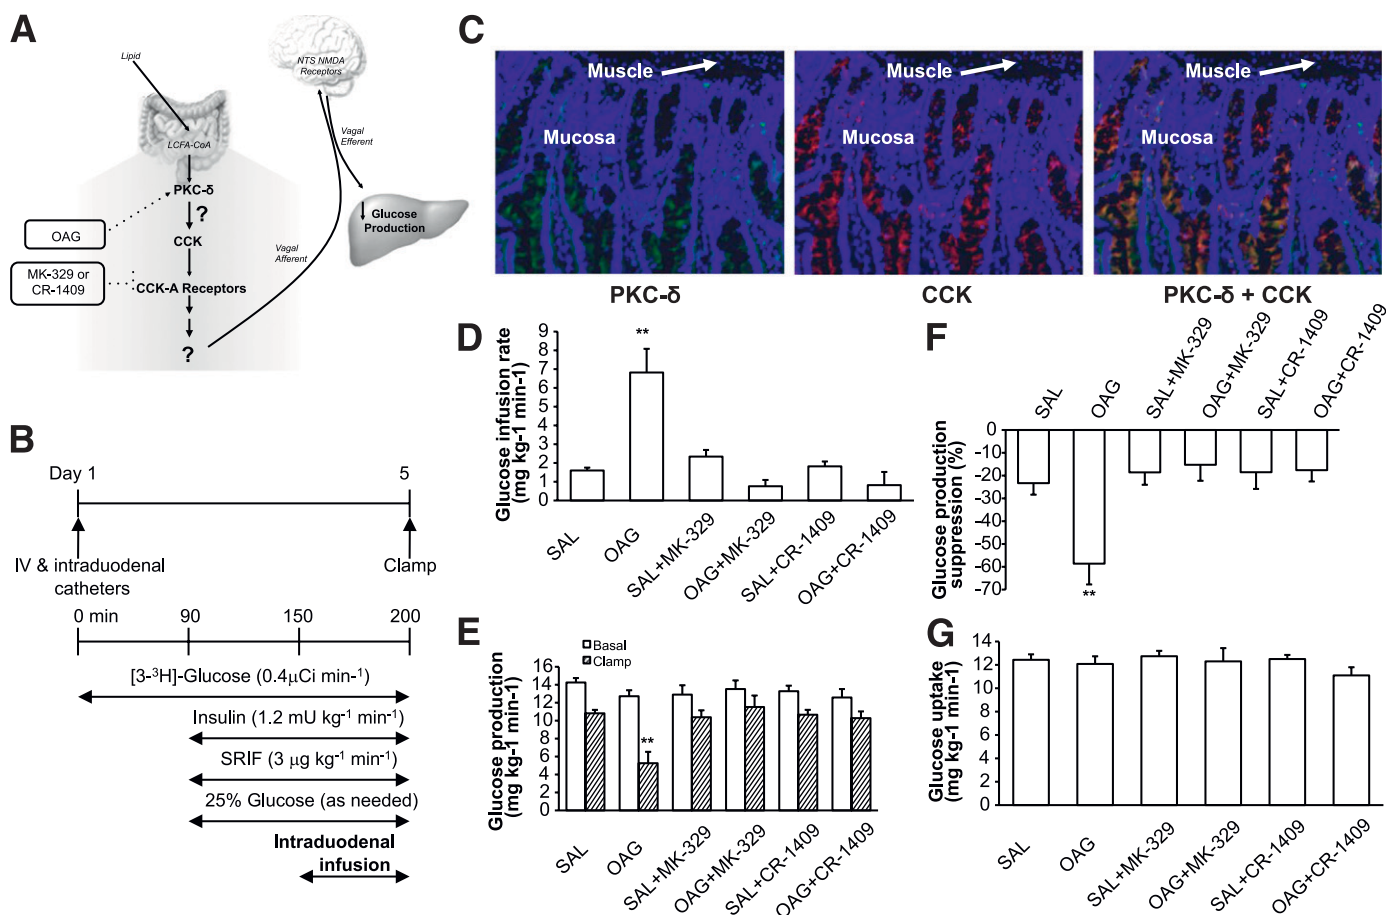 A
Lipid
NTS NMDA
Receptors
LCFA-CoA
Vagal
Efferent
PKC-δ
?
OAG
CCK
Glucose
Production
MK-329 or
CR-1409
Vagal
Afferent
CCK-A Receptors
?
B
Day 1
5
IV & intraduodenal
catheters
Clamp
0 min
90
150
200
[3-³H]-Glucose (0.4μCi min⁻¹)
Insulin (1.2 mU kg⁻¹ min⁻¹)
SRIF (3 μg kg⁻¹ min⁻¹)
25% Glucose (as needed)
Intraduodenal
infusion
C
Muscle
Mucosa
Muscle
Mucosa
Muscle
Mucosa
PKC-δ
CCK
PKC-δ + CCK
D
Glucose infusion rate
(mg kg-1 min-1)
9
8
7
6
5
4
3
2
1
0
**
SAL
OAG
SAL+MK-329
OAG+MK-329
SAL+CR-1409
OAG+CR-1409
E
Basal
Clamp
Glucose production
(mg kg-1 min-1)
16
14
12
10
8
6
4
2
0
**
SAL
OAG
SAL+MK-329
OAG+MK-329
SAL+CR-1409
OAG+CR-1409
F
SAL
OAG
SAL+MK-329
OAG+MK-329
SAL+CR-1409
OAG+CR-1409
Glucose production
suppression (%)
0
-10
-20
-30
-40
-50
-60
-70
**
G
Glucose uptake
(mg kg-1 min-1)
14
12
10
8
6
4
2
0
SAL
OAG
SAL+MK-329
OAG+MK-329
SAL+CR-1409
OAG+CR-1409